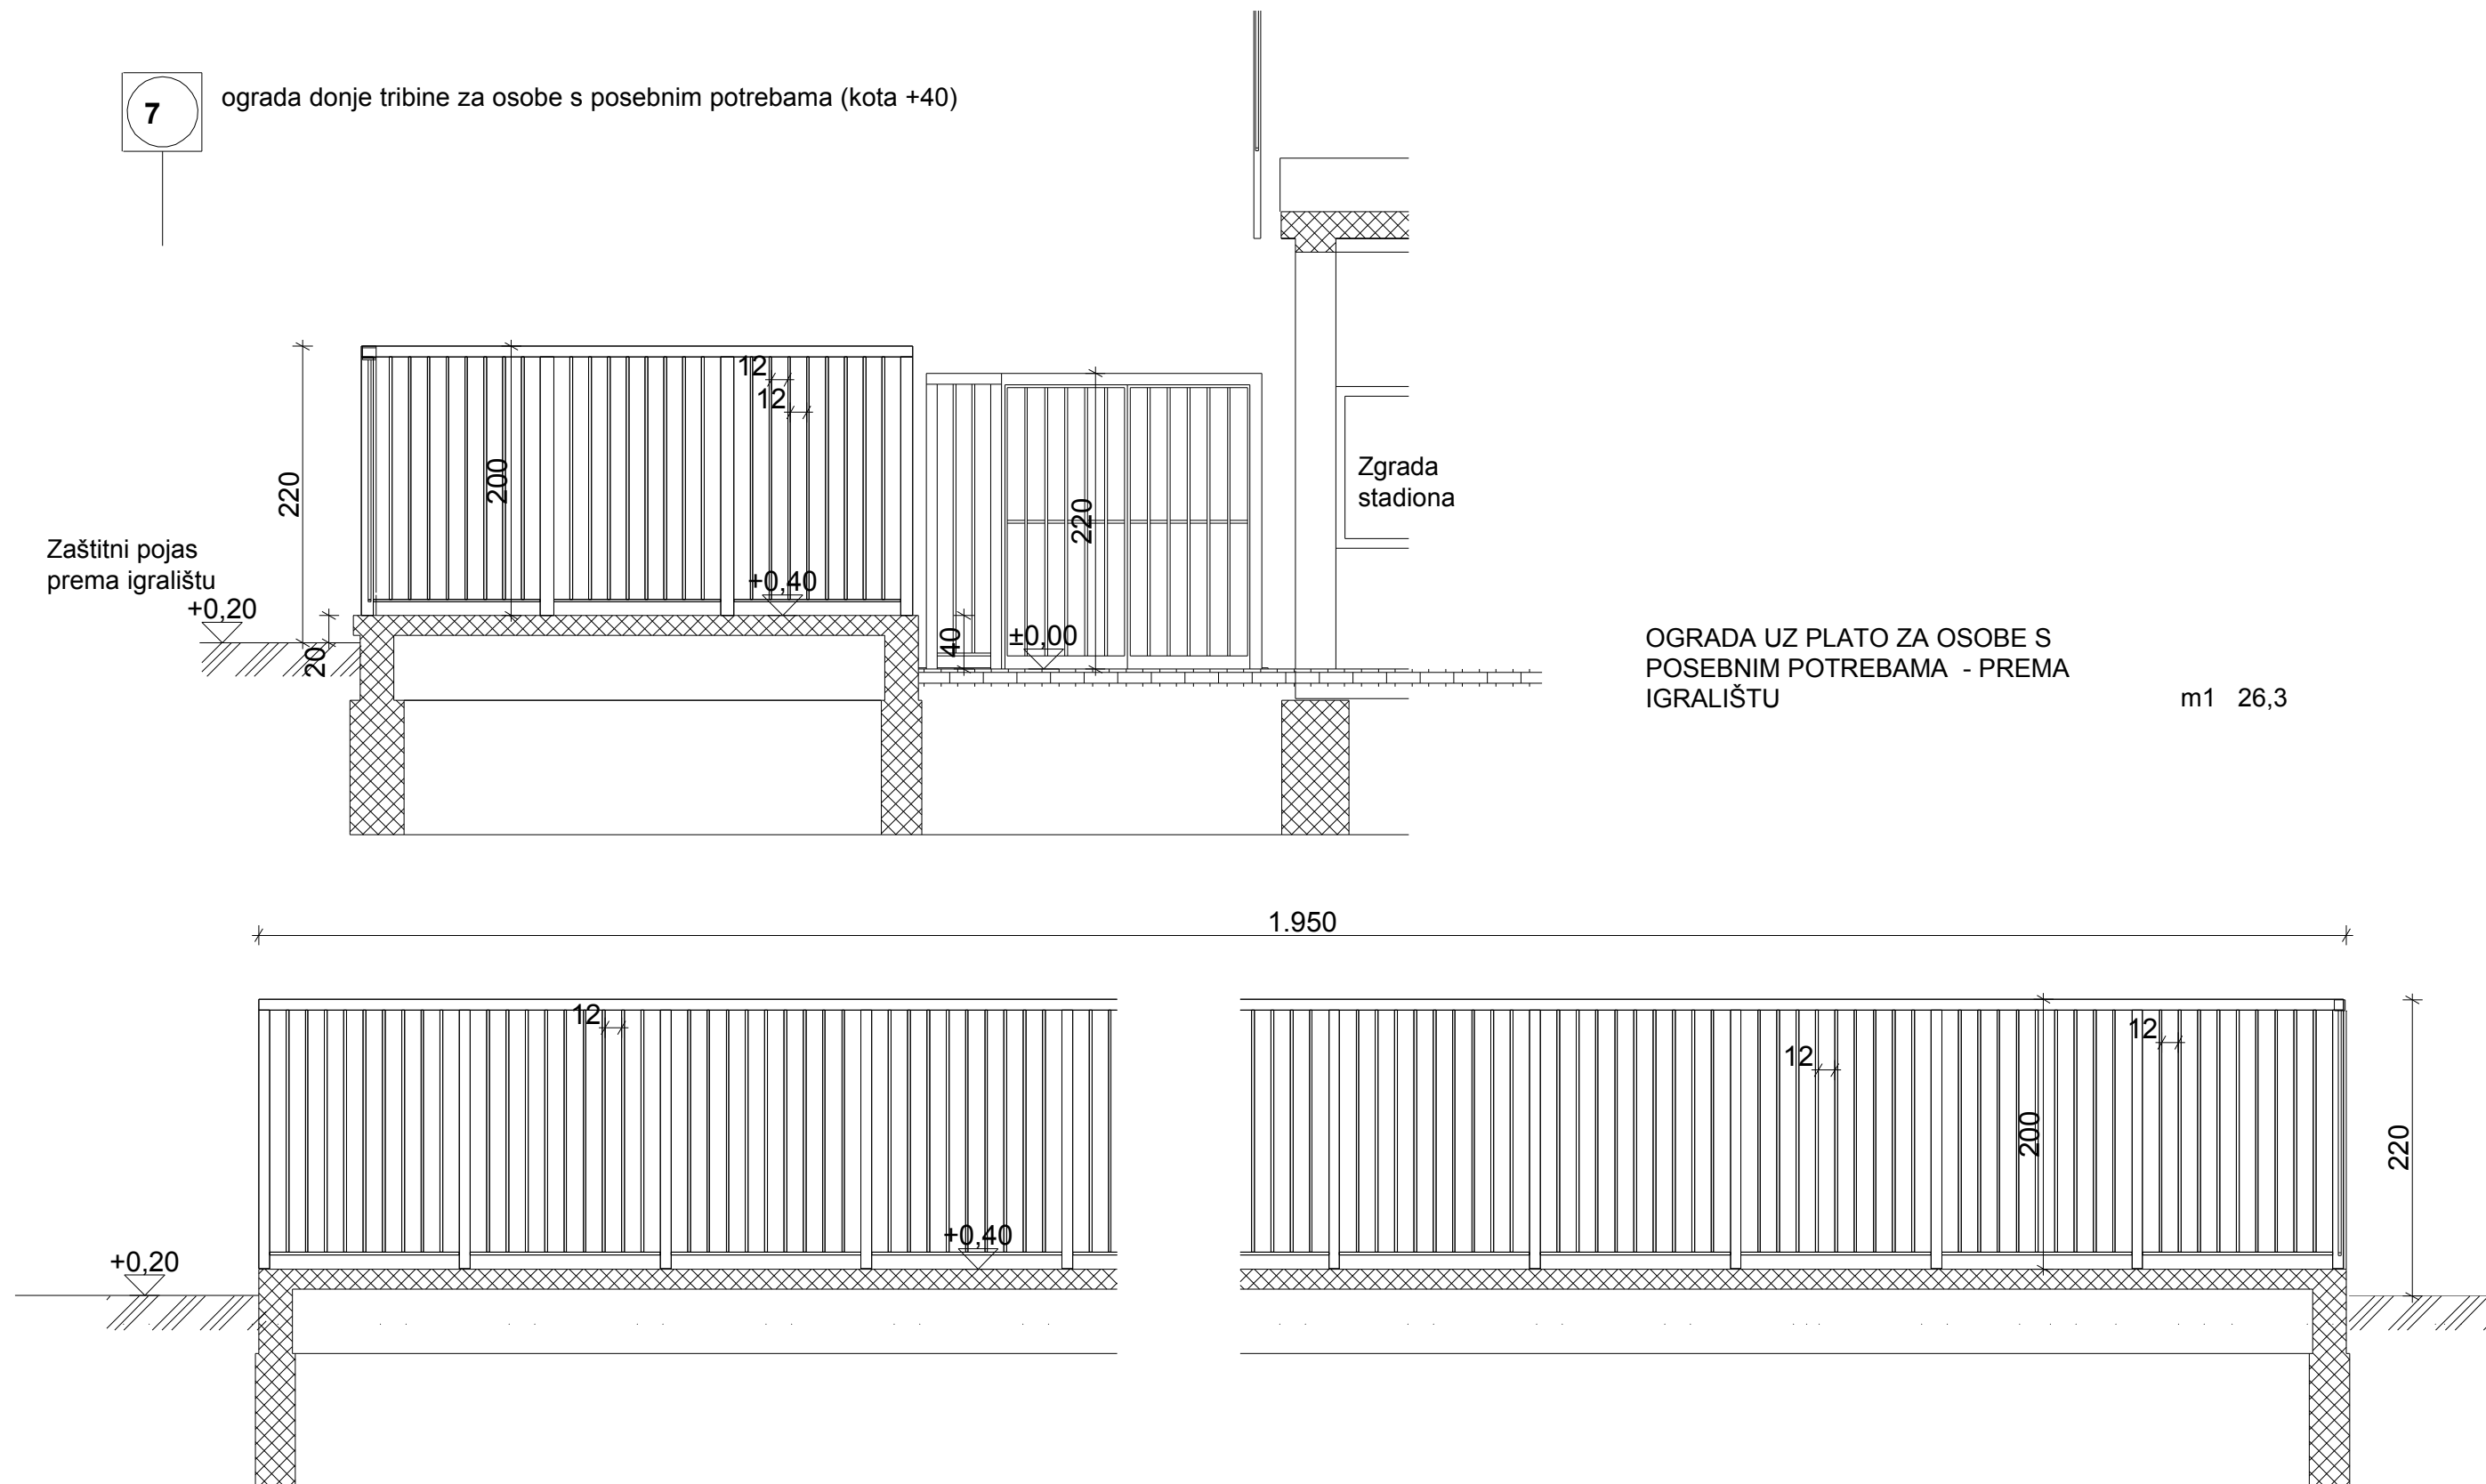 7
ograda donje tribine za osobe s posebnim potrebama (kota +40)
12
12
220
200
220
Zgrada
stadiona
Zaštitni pojas
prema igralištu
+0,20
+0,40
20
40
±0,00
OGRADA UZ PLATO ZA OSOBE S
POSEBNIM POTREBAMA - PREMA
IGRALIŠTU m1 26,3
1.950
12
12
12
200
220
+0,20
+0,40